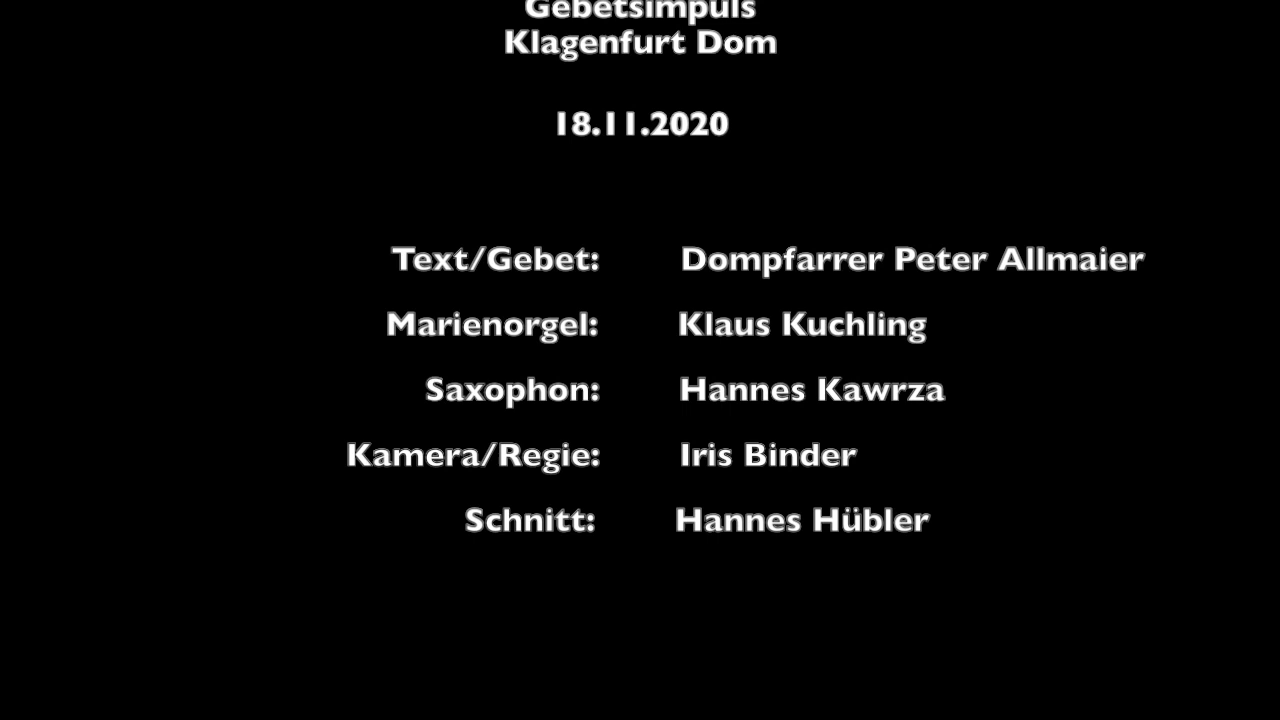 Gebetsimpuls
Klagenfurt Dom
18.11.2020
Text/Gebet: Dompfarrer Peter Allmaier
Marienorgel: Klaus Kuchling
Saxophon: Hannes Kawrza
Kamera/Regie: Iris Binder
Schnitt: Hannes Hübler